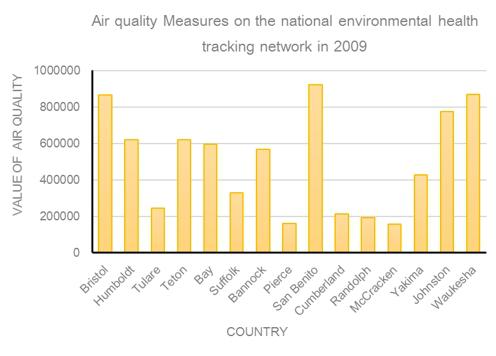 Air quality Measures on the national environmental health
tracking network in 2009
VALUE OF AIR QUALITY
1000000
800000
600000
400000
200000
0
Bristol
Humboldt
Tulare
Teton
Bay
Suffolk
Bannock
Pierce
San Benito
Cumberland
Randolph
McCracken
Yakima
Johnston
Waukesha
COUNTRY